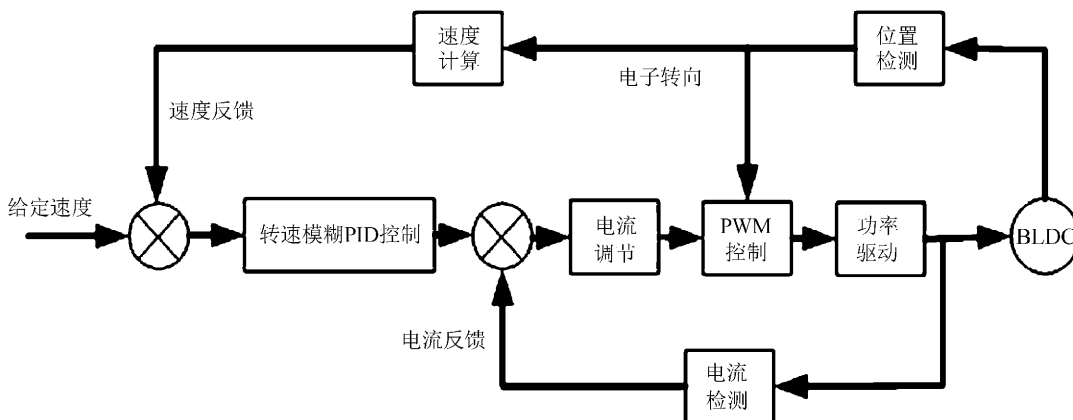 速度
计算
位置
检测
电子转向
速度反馈
给定速度
转速模糊PID控制
电流
调节
PWM
控制
功率
驱动
BLDC
电流反馈
电流
检测